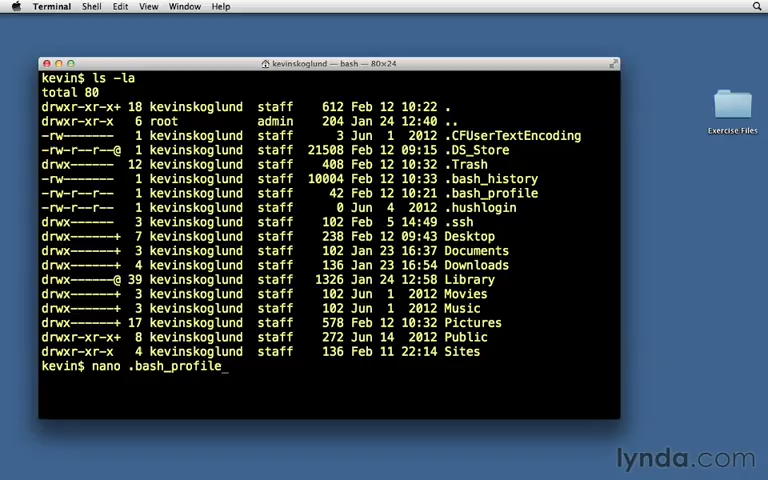 Terminal Shell Edit View Window Help
kevinskoglund — bash — 80×24
kevin$ ls -la
total 80
drwxr-xr-x+ 18 kevinskoglund staff 612 Feb 12 10:22 .
drwxr-xr-x 6 root admin 204 Jan 24 12:40 ..
-rw------- 1 kevinskoglund staff 3 Jun 1 2012 .CFUserTextEncoding
-rw-r--r--@ 1 kevinskoglund staff 21508 Feb 12 09:15 .DS_Store
drwx------ 12 kevinskoglund staff 408 Feb 12 10:32 .Trash
-rw------- 1 kevinskoglund staff 10004 Feb 12 10:33 .bash_history
-rw-r--r-- 1 kevinskoglund staff 42 Feb 12 10:21 .bash_profile
-rw-r--r-- 1 kevinskoglund staff 0 Jun 4 2012 .hushlogin
drwx------ 3 kevinskoglund staff 102 Feb 5 14:49 .ssh
drwx------+ 7 kevinskoglund staff 238 Feb 12 09:43 Desktop
drwx------+ 3 kevinskoglund staff 102 Jan 23 16:37 Documents
drwx------+ 4 kevinskoglund staff 136 Jan 23 16:54 Downloads
drwx------@ 39 kevinskoglund staff 1326 Jan 24 12:58 Library
drwx------+ 3 kevinskoglund staff 102 Jun 1 2012 Movies
drwx------+ 3 kevinskoglund staff 102 Jun 1 2012 Music
drwx------+ 17 kevinskoglund staff 578 Feb 12 10:32 Pictures
drwxr-xr-x+ 8 kevinskoglund staff 272 Jun 14 2012 Public
drwxr-xr-x 4 kevinskoglund staff 136 Feb 11 22:14 Sites
kevin$ nano .bash_profile_
Exercise Files
lynda.com